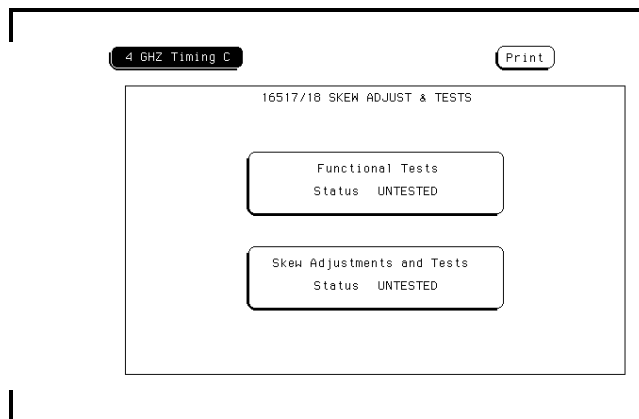 4 GHZ Timing C
Print
16517/18 SKEW ADJUST & TESTS
Functional Tests
Status UNTESTED
Skew Adjustments and Tests
Status UNTESTED